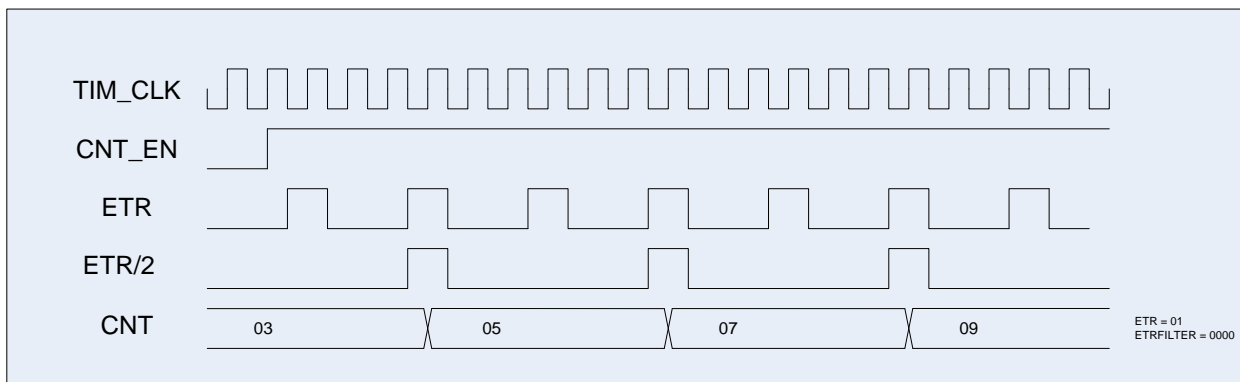 TIM_CLK
CNT_EN
ETR
ETR/2
CNT
03
05
07
09
ETR = 01
ETRFILTER = 0000